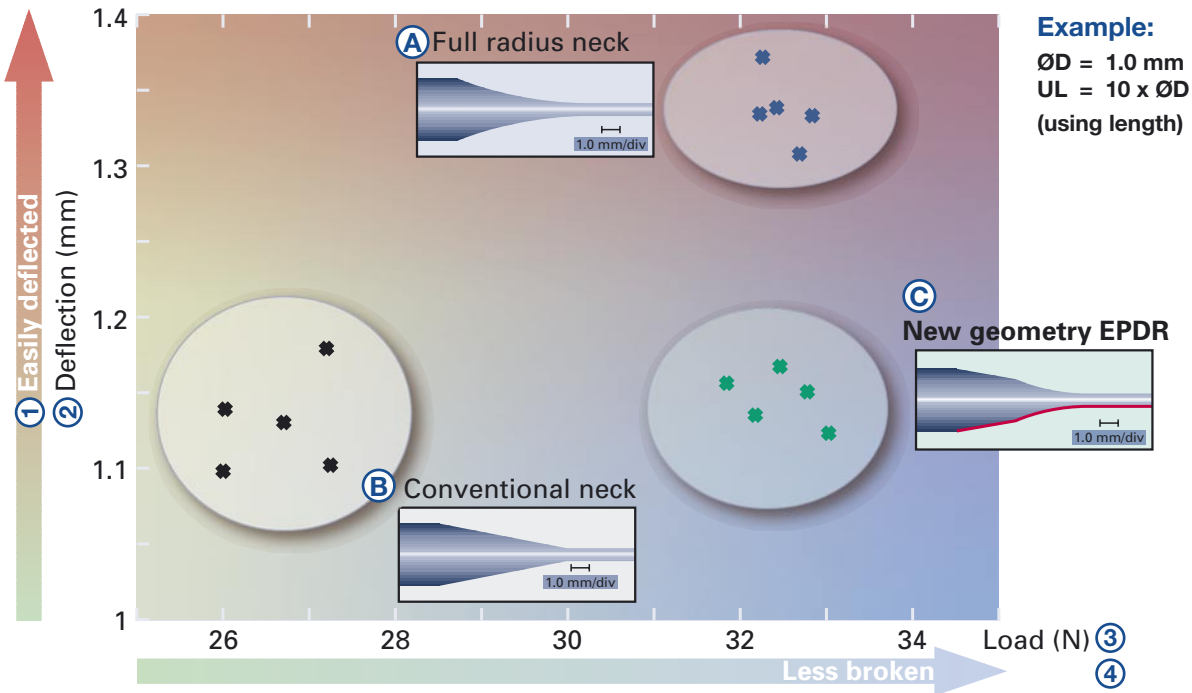 1.4
1.3
1.2
1.1
1
① Easily deflected
② Deflection (mm)
Ⓐ Full radius neck
1.0 mm/div
Example:
ØD = 1.0 mm
UL = 10 x ØD
(using length)
Ⓒ
New geometry EPDR
1.0 mm/div
Ⓑ Conventional neck
1.0 mm/div
26 28 30 32 34 Load (N) ③
Less broken ④